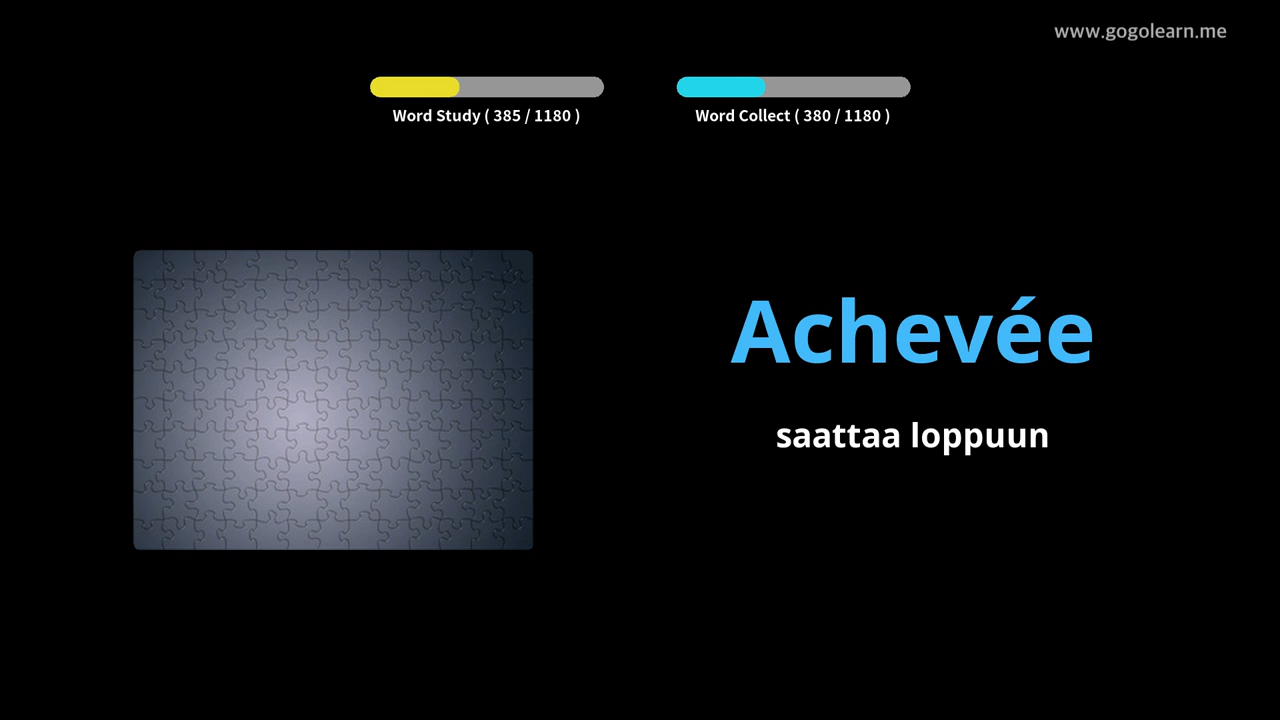 www.gogolearn.me
Word Study ( 385 / 1180 )
Word Collect ( 380 / 1180 )
Achevée
saattaa loppuun